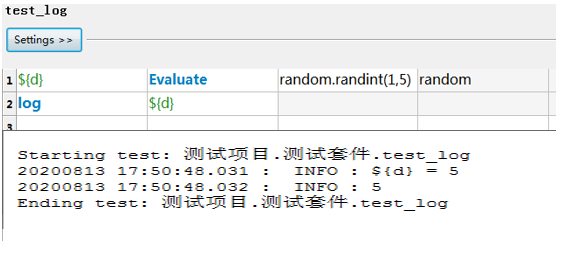 test_log
Settings >>
1 ${d} Evaluate random.randint(1,5) random
2 log ${d}
3
Starting test: 测试项目.测试套件.test_log
20200813 17:50:48.031 : INFO : ${d} = 5
20200813 17:50:48.032 : INFO : 5
Ending test: 测试项目.测试套件.test_log